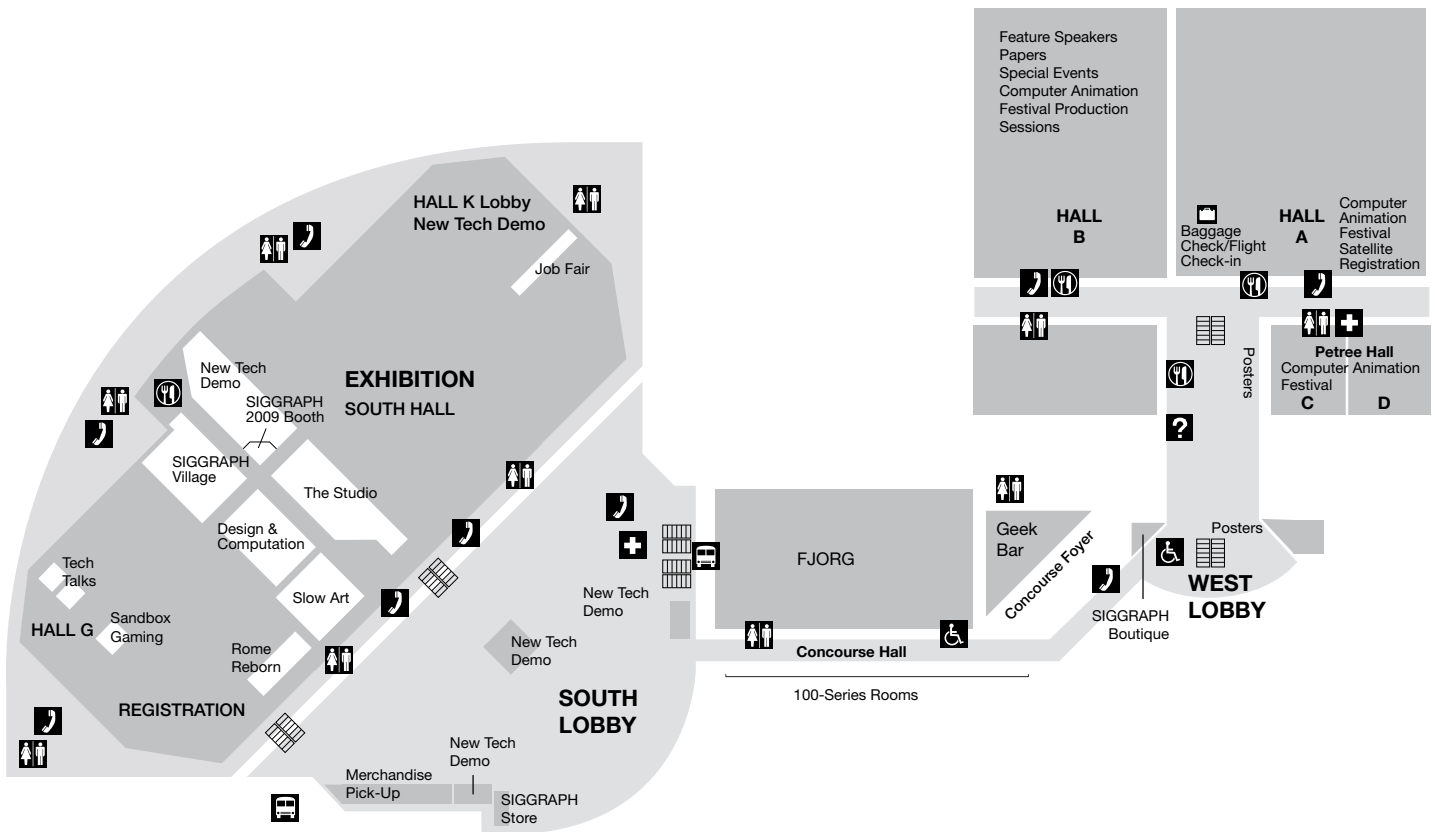 Feature Speakers
Papers
Special Events
Computer Animation
Festival Production
Sessions
HALL
B
Baggage
Check/Flight
Check-in
HALL
A
Computer
Animation
Festival
Satellite
Registration
HALL K Lobby
New Tech Demo
Job Fair
Posters
Petree Hall
Computer Animation
Festival
C
D
New Tech
Demo
SIGGRAPH
2009 Booth
EXHIBITION
SOUTH HALL
?
SIGGRAPH
Village
The Studio
Design &
Computation
Geek
Bar
Concourse Foyer
Posters
FJORG
WEST
LOBBY
Tech
Talks
Slow Art
New Tech
Demo
SIGGRAPH
Boutique
HALL G
Sandbox
Gaming
Rome
Reborn
New Tech
Demo
Concourse Hall
REGISTRATION
SOUTH
LOBBY
100-Series Rooms
New Tech
Demo
Merchandise
Pick-Up
SIGGRAPH
Store